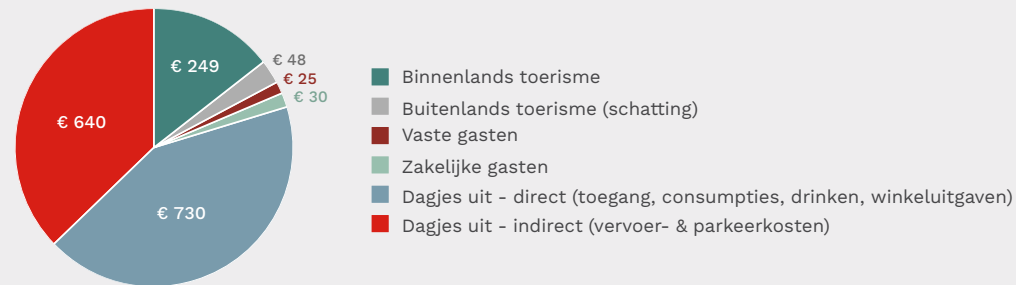 € 249
€ 48
€ 25
€ 30
€ 640
€ 730
Binnenlands toerisme
Buitenlands toerisme (schatting)
Vaste gasten
Zakelijke gasten
Dagjes uit - direct (toegang, consumpties, drinken, winkeluitgaven)
Dagjes uit - indirect (vervoer- & parkeerkosten)